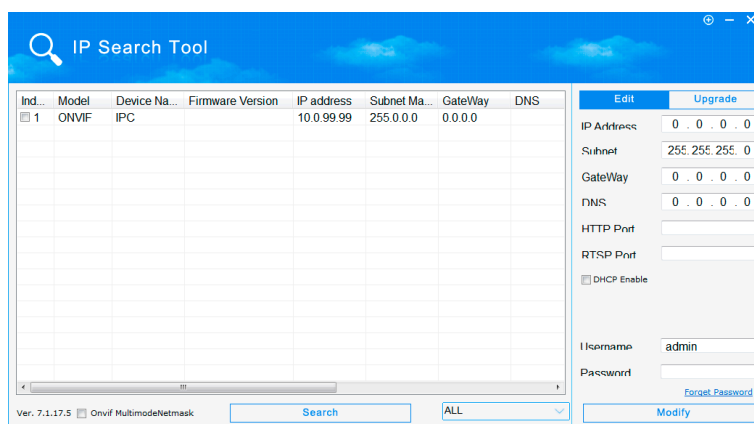 IP Search Tool
Ind... Model Device Na... Firmware Version IP address Subnet Ma... GateWay DNS
1 ONVIF IPC 10.0.99.99 255.0.0.0 0.0.0.0
Edit Upgrade
IP Address 0 . 0 . 0 . 0
Subnet 255. 255. 255. 0
GateWay 0 . 0 . 0 . 0
DNS 0 . 0 . 0 . 0
HTTP Port
RTSP Port
DHCP Enable
Username admin
Password
Forget Password
Ver. 7.1.17.5 Onvif MultimodeNetmask Search ALL Modify